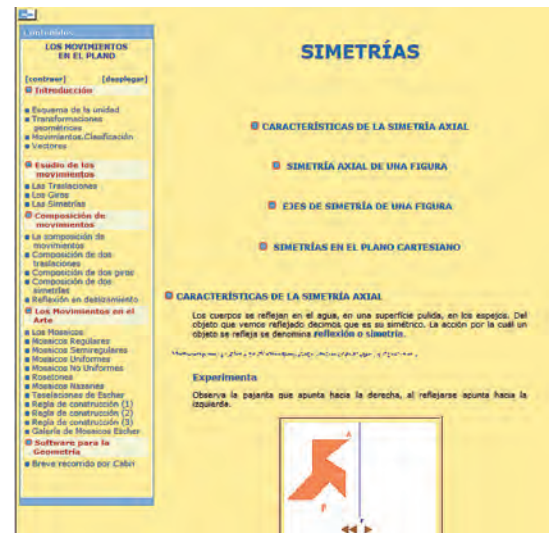 Contenidos
LOS MOVIMIENTOS
EN EL PLANO
[contraer] [desplegar]
Introducción
Esquema de la unidad
Transformaciones
geométricas
Movimientos.Clasificación
Vectores
Esudio de los
movimientos
Las Traslaciones
Los Giros
Las Simetrías
Composición de
movimientos
La composición de
movimientos
Composición de dos
traslaciones
Composición de dos giros
Composición de dos
simetrías
Reflexión en deslizamiento
Los Movimientos en el
Arte
Los Mosaicos
Mosaicos Regulares
Mosaicos Semiregulares
Mosaicos Uniformes
Mosaicos No Uniformes
Rosetones
Mosaicos Nazaríes
Teselaciones de Escher
Regla de construcción (1)
Regla de construcción (2)
Regla de construcción (3)
Galería de Mosaicos Escher
Software para la
Geometría
Breve recorrido por Cabri
SIMETRÍAS
CARACTERÍSTICAS DE LA SIMETRÍA AXIAL
SIMETRÍA AXIAL DE UNA FIGURA
EJES DE SIMETRÍA DE UNA FIGURA
SIMETRÍAS EN EL PLANO CARTESIANO
CARACTERÍSTICAS DE LA SIMETRÍA AXIAL
Los cuerpos se reflejan en el agua, en una superficie pulida, en los espejos. Del
objeto que vemos reflejado decimos que es su simétrico. La acción por la cuál un
objeto se refleja se denomina reflexión o simetría.
Experimenta
Observa la pajarita que apunta hacia la derecha, al reflejarse apunta hacia la
izquierda.
A
P
r